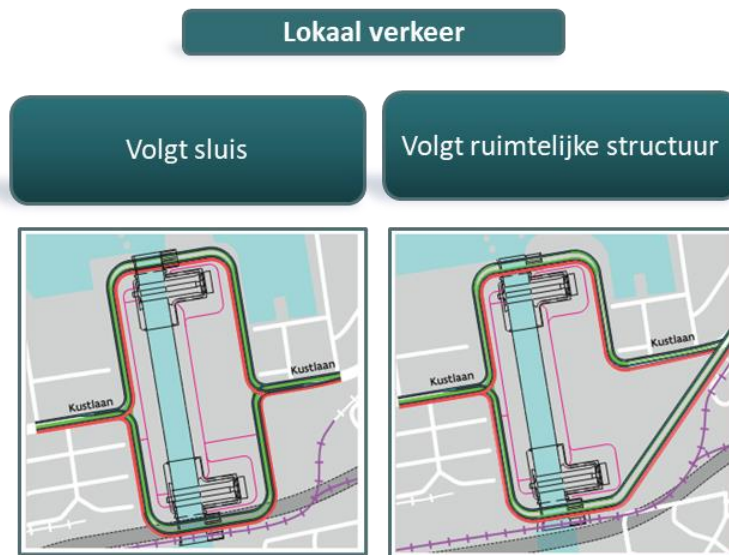 Lokaal verkeer
Volgt sluis
Volgt ruimtelijke structuur
Kustlaan
Kustlaan
Kustlaan
Kustlaan